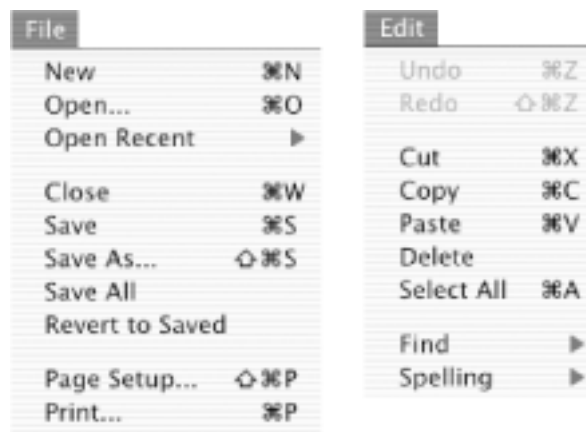 File
New ⌘N
Open... ⌘O
Open Recent ▶
Close ⌘W
Save ⌘S
Save As... ⇧⌘S
Save All
Revert to Saved
Page Setup... ⇧⌘P
Print... ⌘P
Edit
Undo ⌘Z
Redo ⇧⌘Z
Cut ⌘X
Copy ⌘C
Paste ⌘V
Delete
Select All ⌘A
Find ▶
Spelling ▶